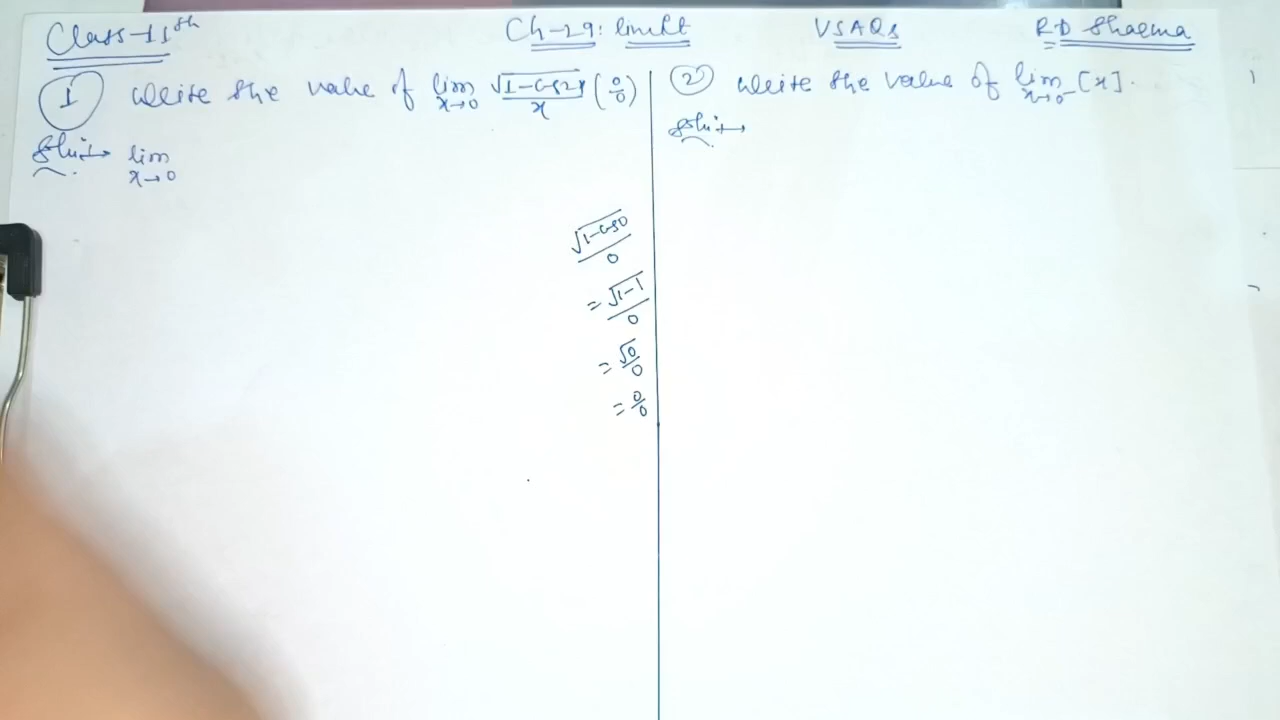 Class-11th Ch-29: limit VSAQs RD Sharma
1 Write the value of lim x→0 √1-cos2x / x (0/0)
Solu:→ lim x→0
√1-cos0 / 0
= √1-1 / 0
= √0 / 0
= 0/0
2 Write the value of lim x→0⁻ [x].
Solu:→